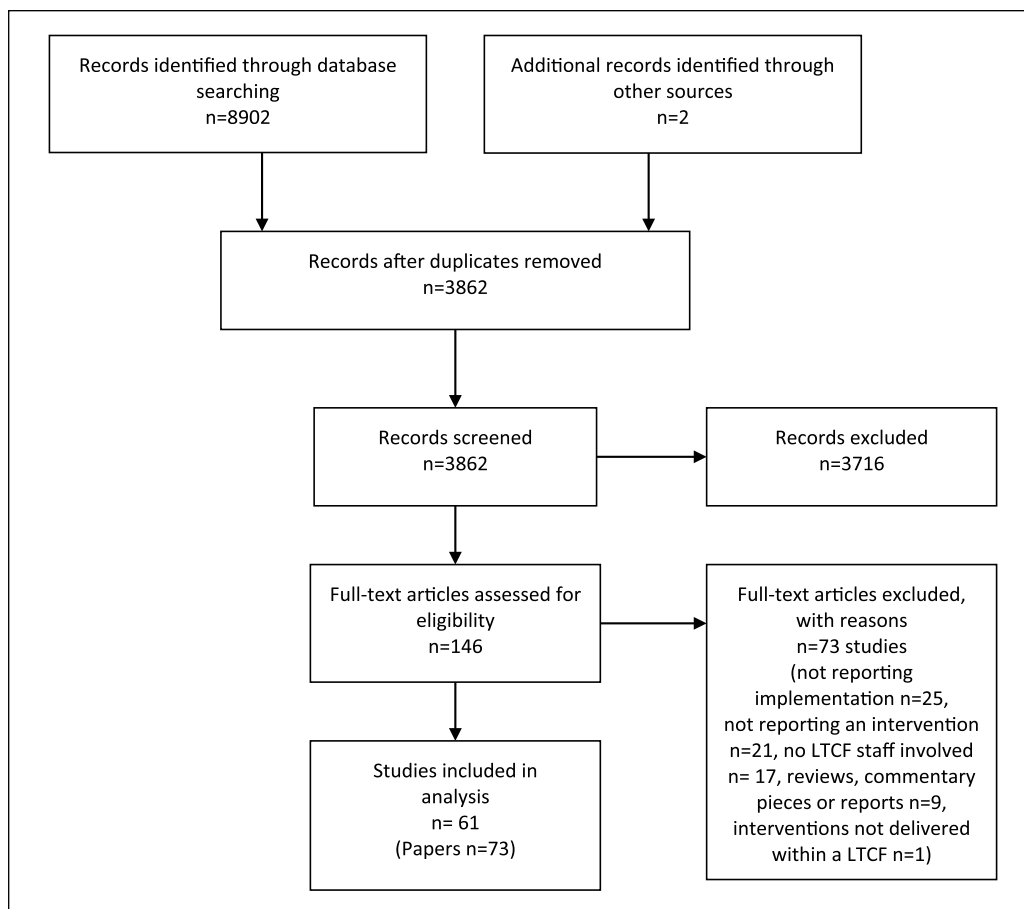 Records identified through database
searching
n=8902
Additional records identified through
other sources
n=2
Records after duplicates removed
n=3862
Records screened
n=3862
Records excluded
n=3716
Full-text articles assessed for
eligibility
n=146
Full-text articles excluded,
with reasons
n=73 studies
(not reporting
implementation n=25,
not reporting an intervention
n=21, no LTCF staff involved
n= 17, reviews, commentary
pieces or reports n=9,
interventions not delivered
within a LTCF n=1)
Studies included in
analysis
n= 61
(Papers n=73)